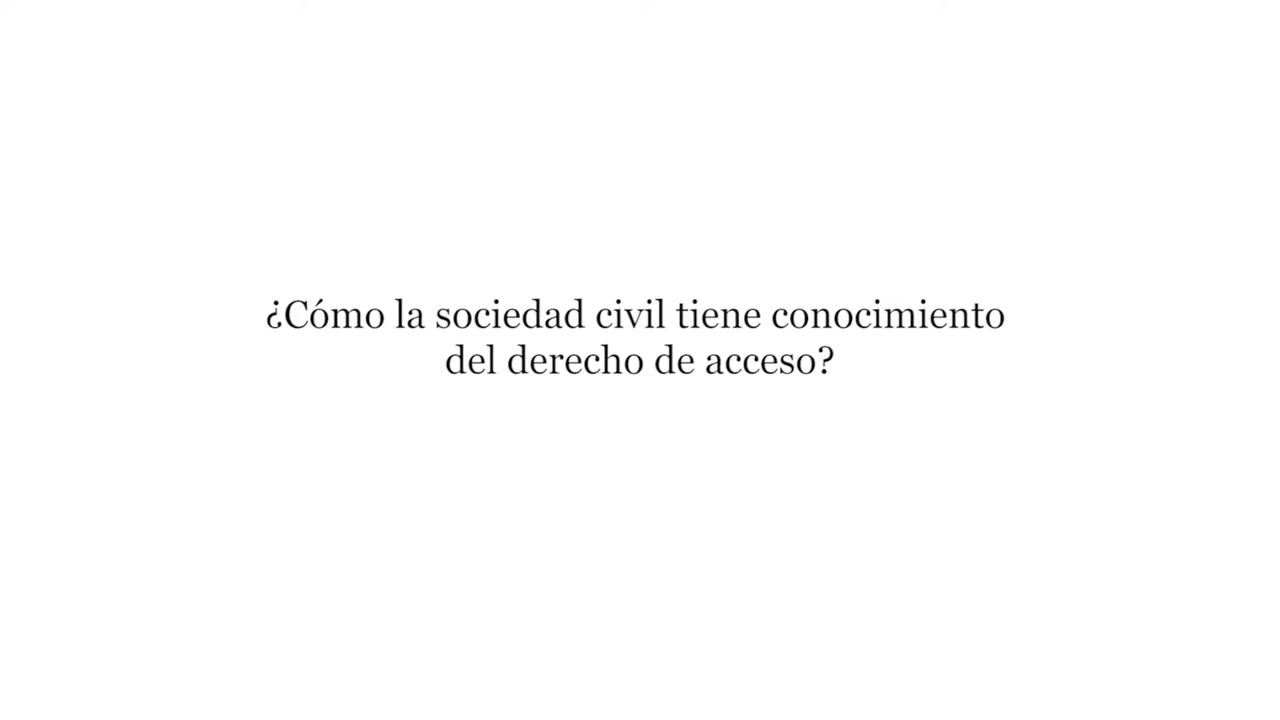 ¿Cómo la sociedad civil tiene conocimiento
del derecho de acceso?